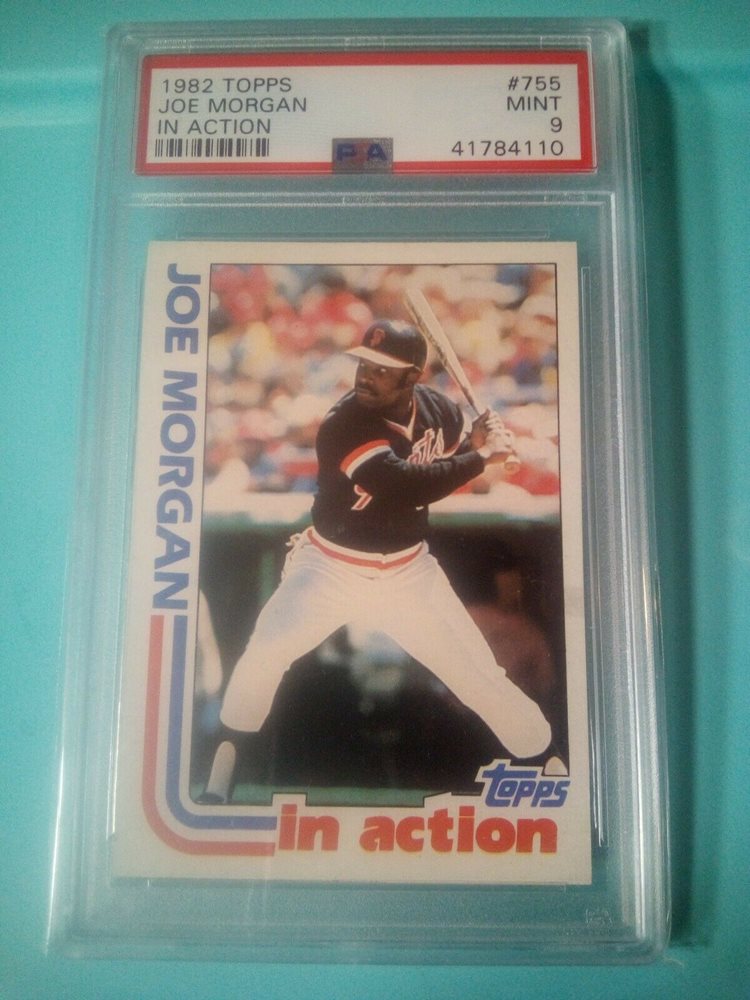 1982 TOPPS #755
JOE MORGAN MINT
IN ACTION 9
PSA 41784110
JOE MORGAN
topps
in action